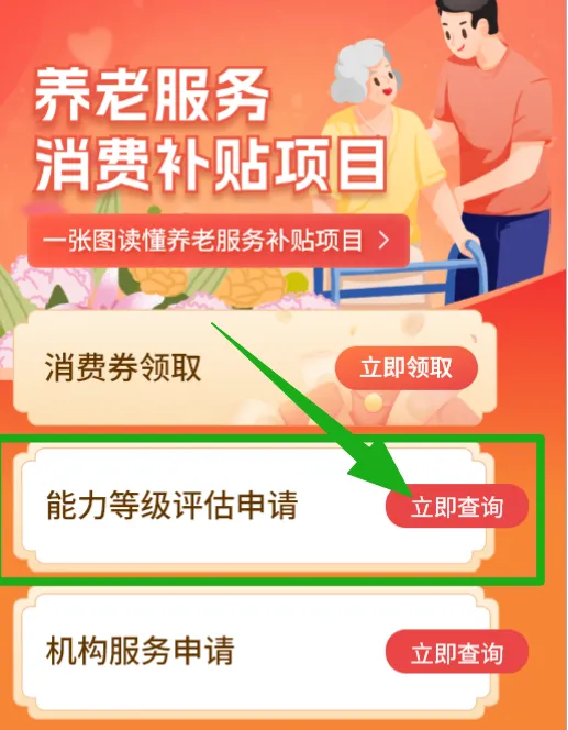 养老服务
消费补贴项目
一张图读懂养老服务补贴项目 >
消费券领取
立即领取
能力等级评估申请
立即查询
机构服务申请
立即查询